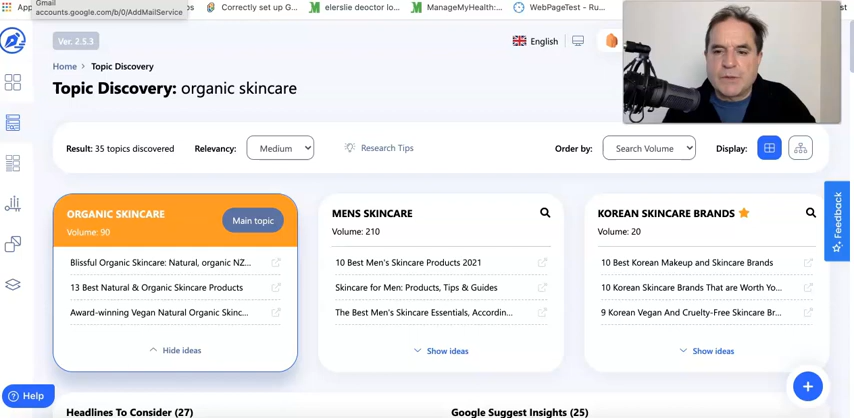 Gmail
accounts.google.com/b/0/AddMailService
Correctly set up G...
elerslie deoctor lo...
ManageMyHealth:...
WebPageTest - Ru...
Ver. 2.5.3
English
Home > Topic Discovery
Topic Discovery: organic skincare
Result: 35 topics discovered
Relevancy:
Medium
Research Tips
Order by:
Search Volume
Display:
Feedback
ORGANIC SKINCARE
Main topic
Volume: 90
Blissful Organic Skincare: Natural, organic NZ...
13 Best Natural & Organic Skincare Products
Award-winning Vegan Natural Organic Skinc...
Hide ideas
MENS SKINCARE
Volume: 210
10 Best Men's Skincare Products 2021
Skincare for Men: Products, Tips & Guides
The Best Men's Skincare Essentials, Accordin...
Show ideas
KOREAN SKINCARE BRANDS
Volume: 20
10 Best Korean Makeup and Skincare Brands
10 Korean Skincare Brands That are Worth Yo...
9 Korean Vegan And Cruelty-Free Skincare Br...
Show ideas
Help
Headlines To Consider (27)
Google Suggest Insights (25)